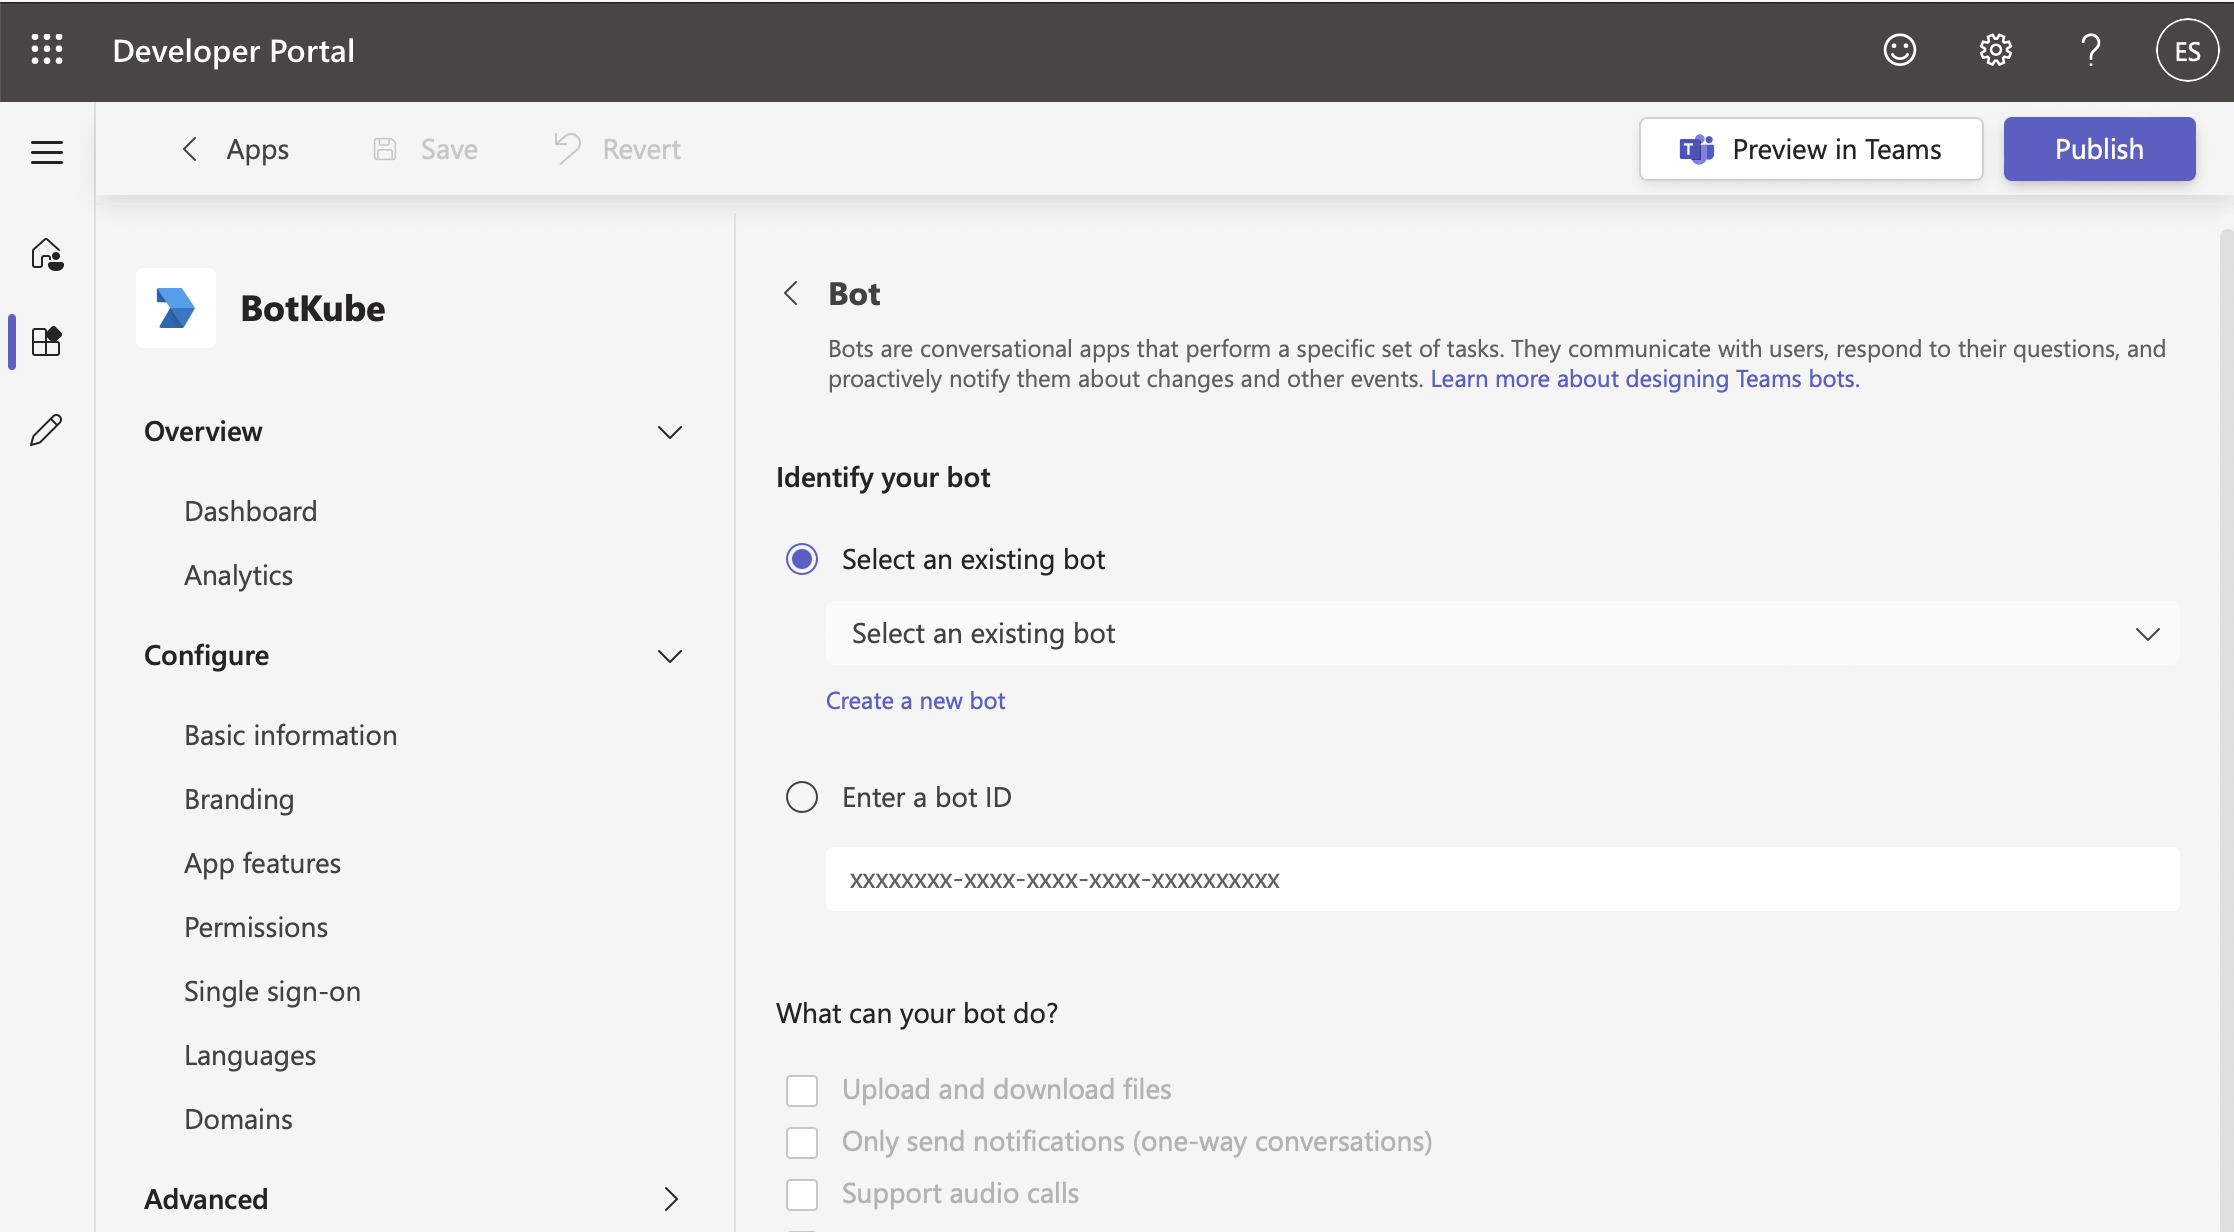 Developer Portal
ES
Apps
Save
Revert
Preview in Teams
Publish
BotKube
Overview
Dashboard
Analytics
Configure
Basic information
Branding
App features
Permissions
Single sign-on
Languages
Domains
Advanced
Bot
Bots are conversational apps that perform a specific set of tasks. They communicate with users, respond to their questions, and
proactively notify them about changes and other events. Learn more about designing Teams bots.
Identify your bot
Select an existing bot
Select an existing bot
Create a new bot
Enter a bot ID
xxxxxxxx-xxxx-xxxx-xxxx-xxxxxxxxxx
What can your bot do?
Upload and download files
Only send notifications (one-way conversations)
Support audio calls